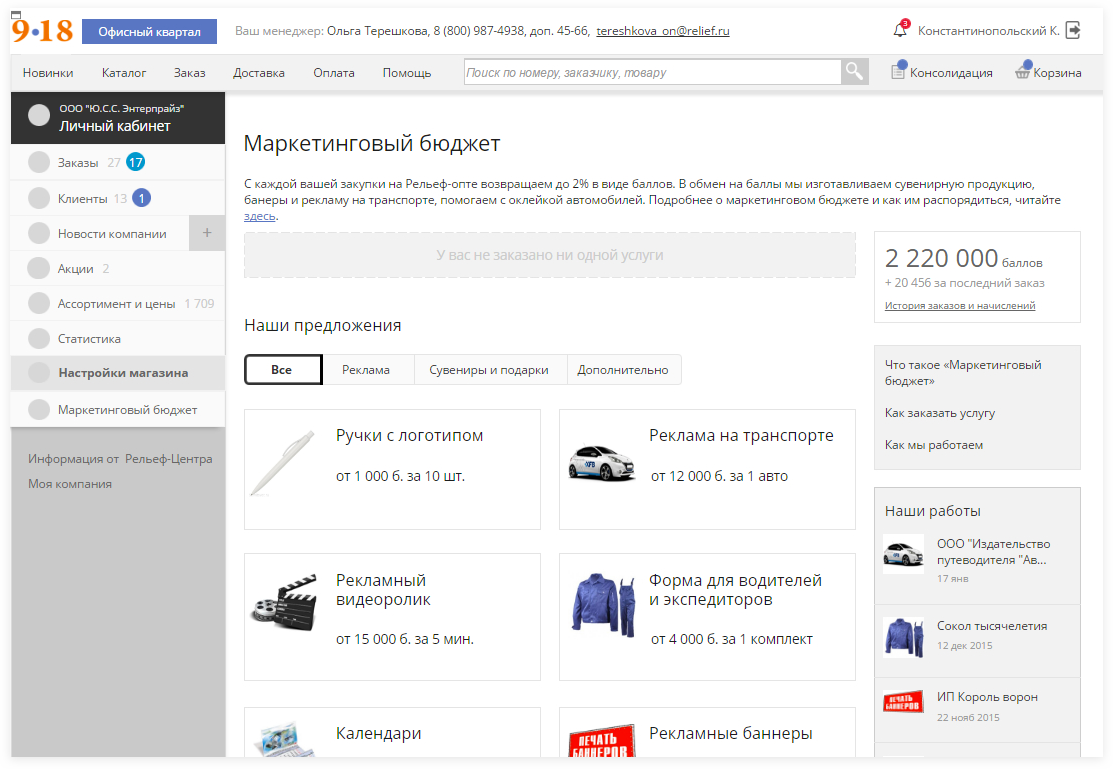 9•18
Офисный квартал
Ваш менеджер: Ольга Терешкова, 8 (800) 987-4938, доп. 45-66, tereshkova_on@relief.ru
3
Константинопольский К.
Новинки
Каталог
Заказ
Доставка
Оплата
Помощь
Поиск по номеру, заказчику, товару
Консолидация
Корзина
ООО "Ю.С.С. Энтерпрайз"
Личный кабинет
Заказы 27 17
Клиенты 13 1
Новости компании +
Акции 2
Ассортимент и цены 1 709
Статистика
Настройки магазина
Маркетинговый бюджет
Информация от Рельеф-Центра
Моя компания
Маркетинговый бюджет
С каждой вашей закупки на Рельеф-опте возвращаем до 2% в виде баллов. В обмен на баллы мы изготавливаем сувенирную продукцию,
банеры и рекламу на транспорте, помогаем с оклейкой автомобилей. Подробнее о маркетинговом бюджете и как им распорядиться, читайте
здесь.
У вас не заказано ни одной услуги
Наши предложения
Все
Реклама
Сувениры и подарки
Дополнительно
Ручки с логотипом
от 1 000 б. за 10 шт.
Реклама на транспорте
от 12 000 б. за 1 авто
Рекламный
видеоролик
от 15 000 б. за 5 мин.
Форма для водителей
и экспедиторов
от 4 000 б. за 1 комплект
Календари
ПЕЧАТЬ
БАННЕРОВ
Рекламные баннеры
2 220 000 баллов
+ 20 456 за последний заказ
История заказов и начислений
Что такое «Маркетинговый
бюджет»
Как заказать услугу
Как мы работаем
Наши работы
ООО "Издательство
путеводителя "Ав...
17 янв
Сокол тысячелетия
12 дек 2015
ПЕЧАТЬ
БАННЕРОВ
ИП Король ворон
22 нояб 2015